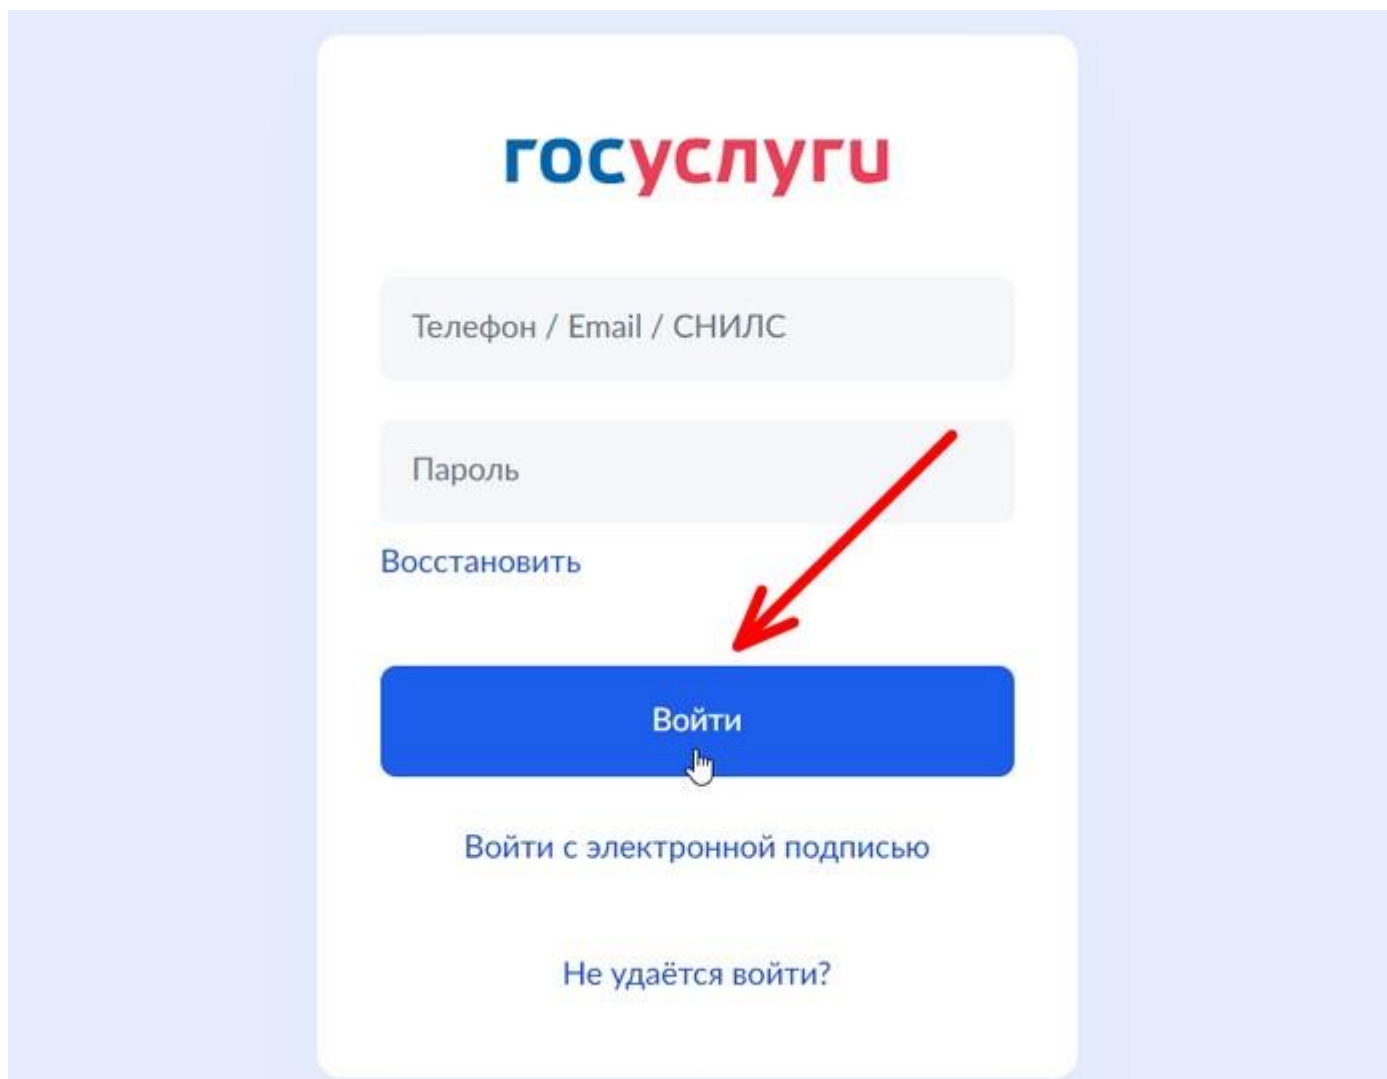 госуслуги
Телефон / Email / СНИЛС
Пароль
Восстановить
Войти
Войти с электронной подписью
Не удаётся войти?